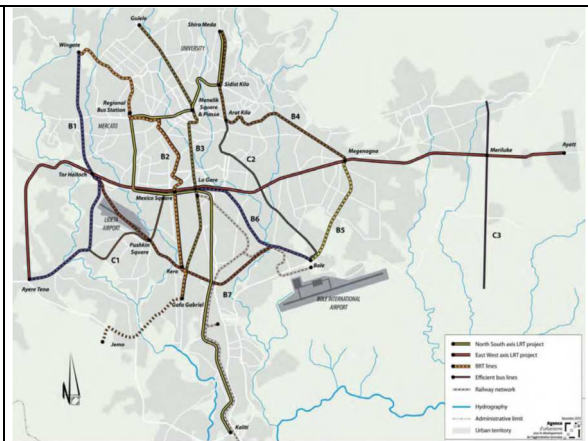 Gulele
Shiro Meda
Wingate
UNIVERSITY
Sidist Kilo
Regional
Bus Station
Menelik
Square
& Piassa
Arat Kilo
B4
MERCATO
B1
B2
B3
C2
Megenagna
Meriluke
Ayatt
Tor Hailoch
La Gare
Mexico Square
LIDETA
AIRPORT
B6
B5
C3
Pushkin
Square
C1
Bole
Ayere Tena
Kera
BOLE INTERNATIONAL
AIRPORT
B7
Gofa Gabriel
Jemo
Kaliti
North South axis LRT project
East West axis LRT project
BRT lines
Efficient bus lines
Railway network
Hydrography
Administrative limit
Urban territory
Agence
d'urbanisme